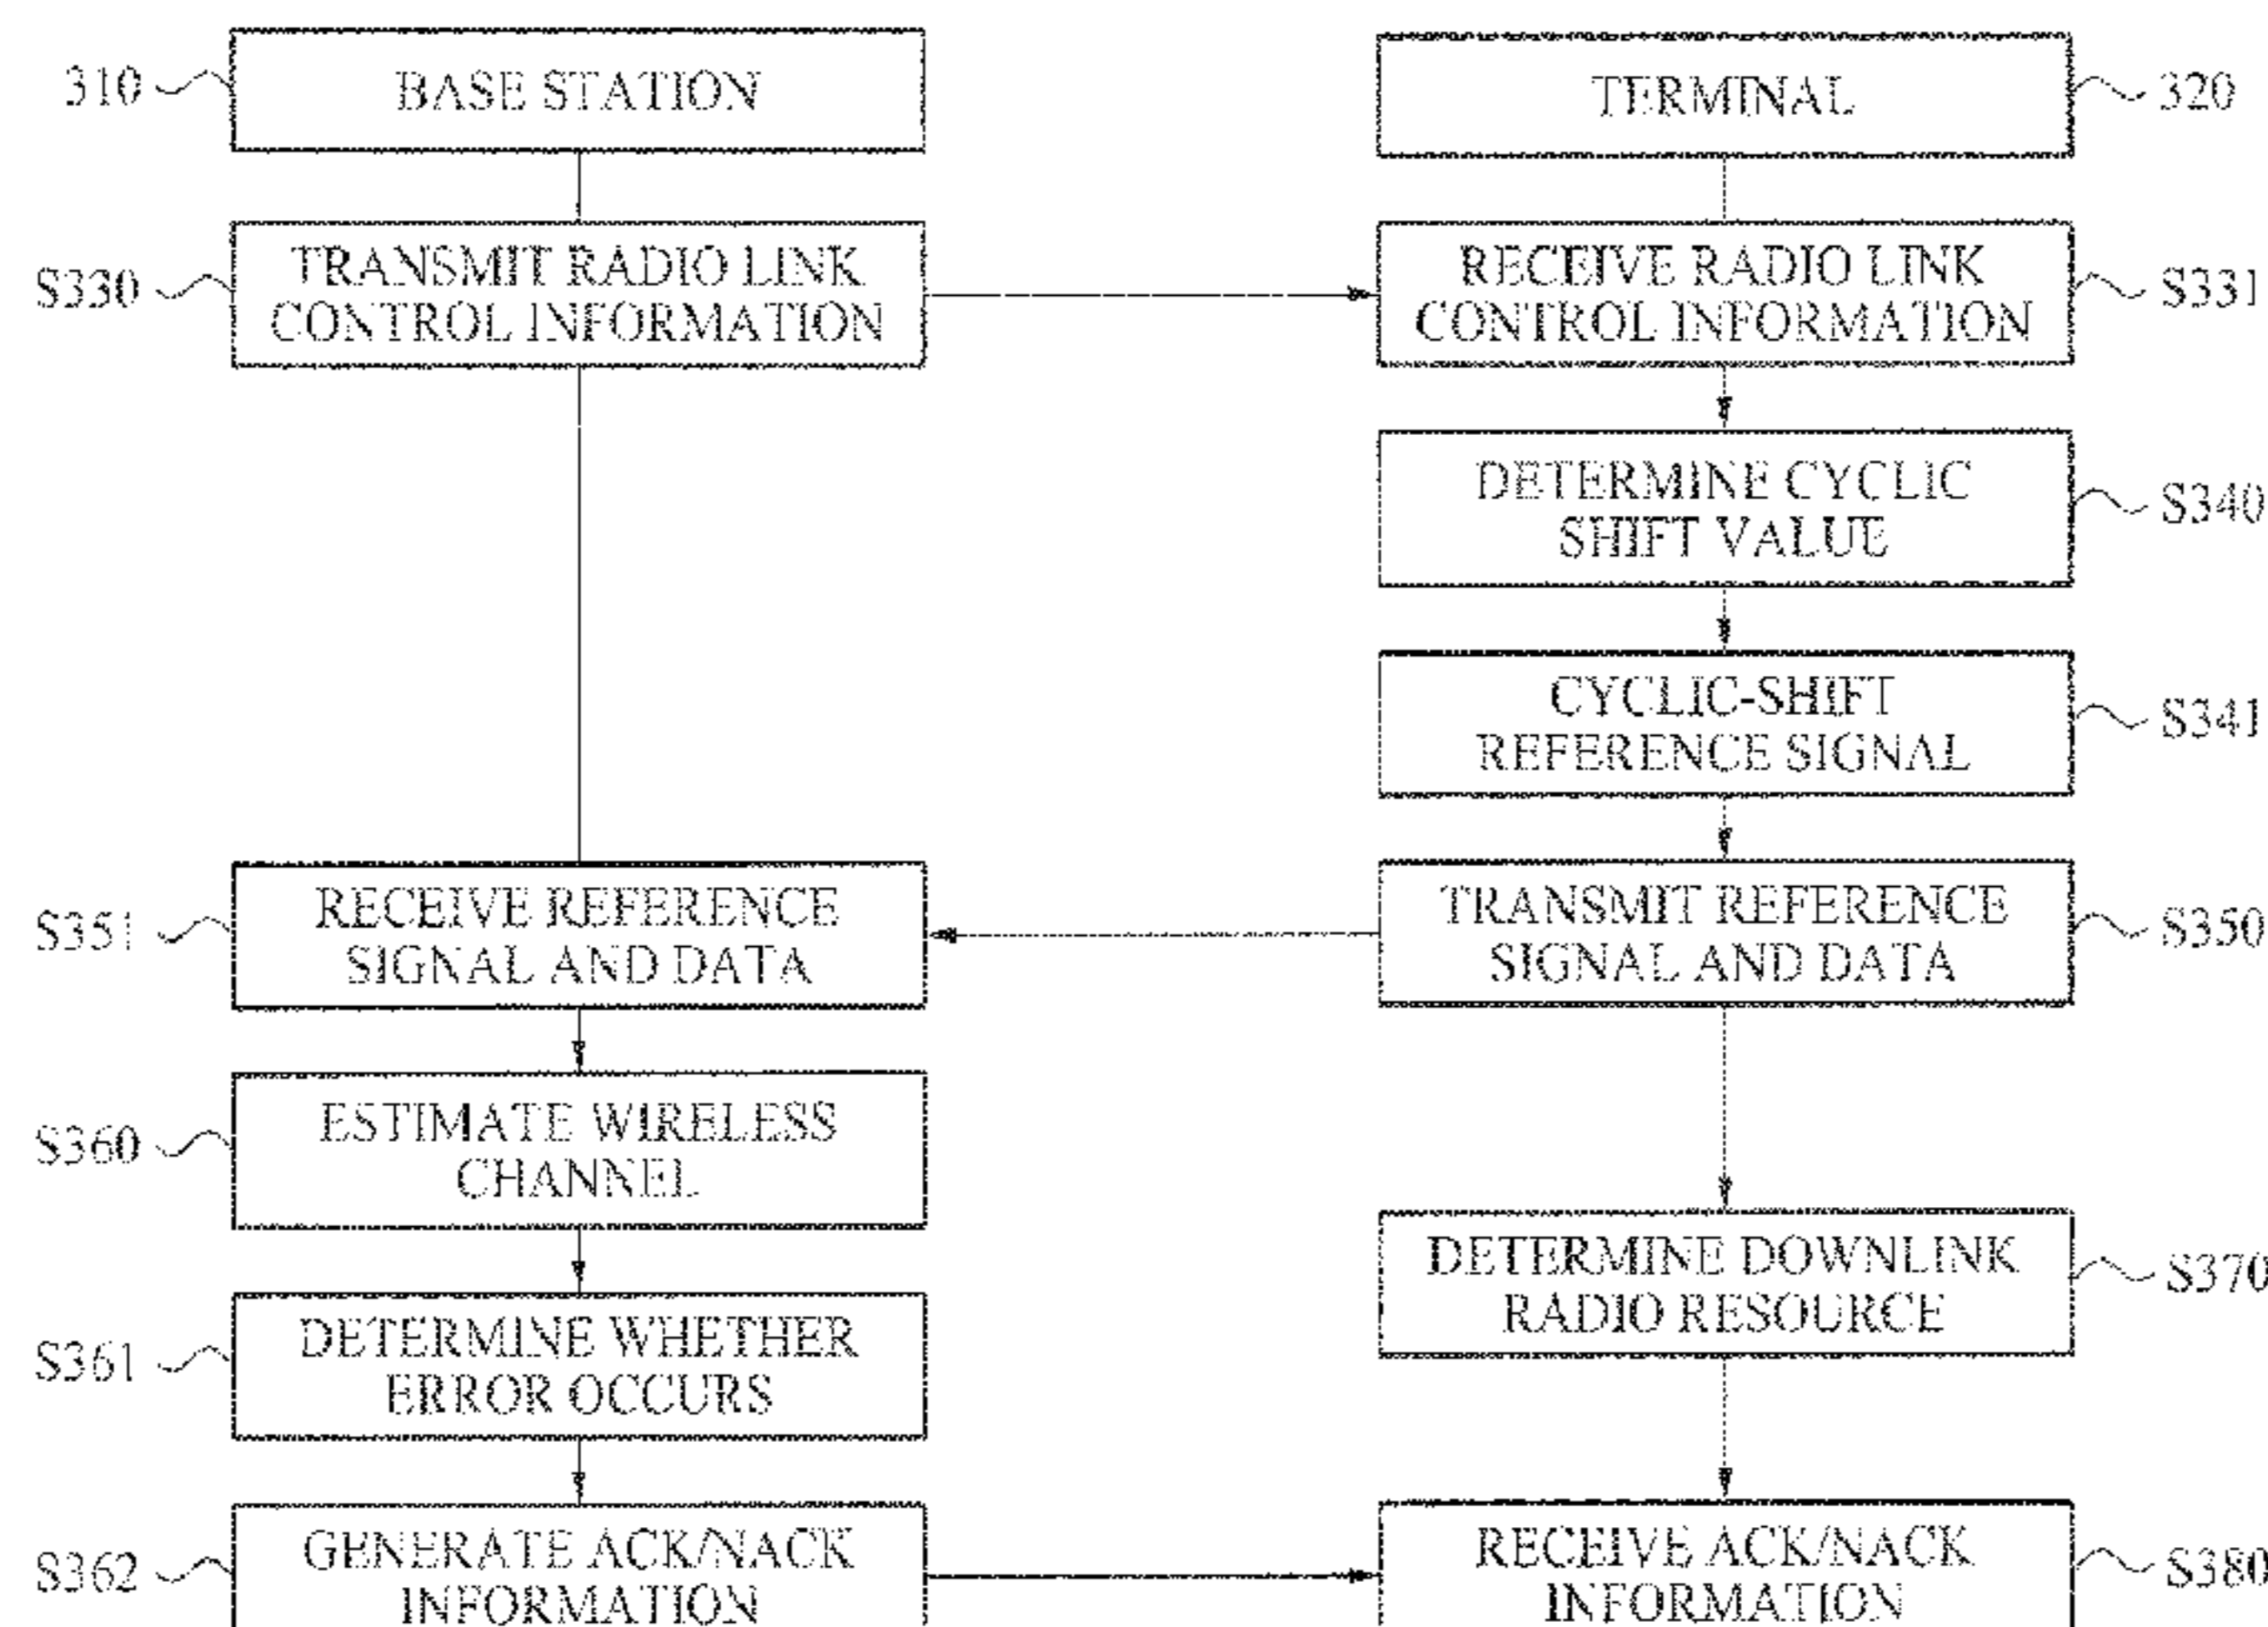 310
BASE STATION
TERMINAL
320
S330
TRANSMIT RADIO LINK
CONTROL INFORMATION
RECEIVE RADIO LINK
CONTROL INFORMATION
S331
DETERMINE CYCLIC
SHIFT VALUE
S340
CYCLIC-SHIFT
REFERENCE SIGNAL
S341
S351
RECEIVE REFERENCE
SIGNAL AND DATA
TRANSMIT REFERENCE
SIGNAL AND DATA
S350
S360
ESTIMATE WIRELESS
CHANNEL
DETERMINE DOWNLINK
RADIO RESOURCE
S370
S361
DETERMINE WHETHER
ERROR OCCURS
S362
GENERATE ACK/NACK
INFORMATION
RECEIVE ACK/NACK
INFORMATION
S380